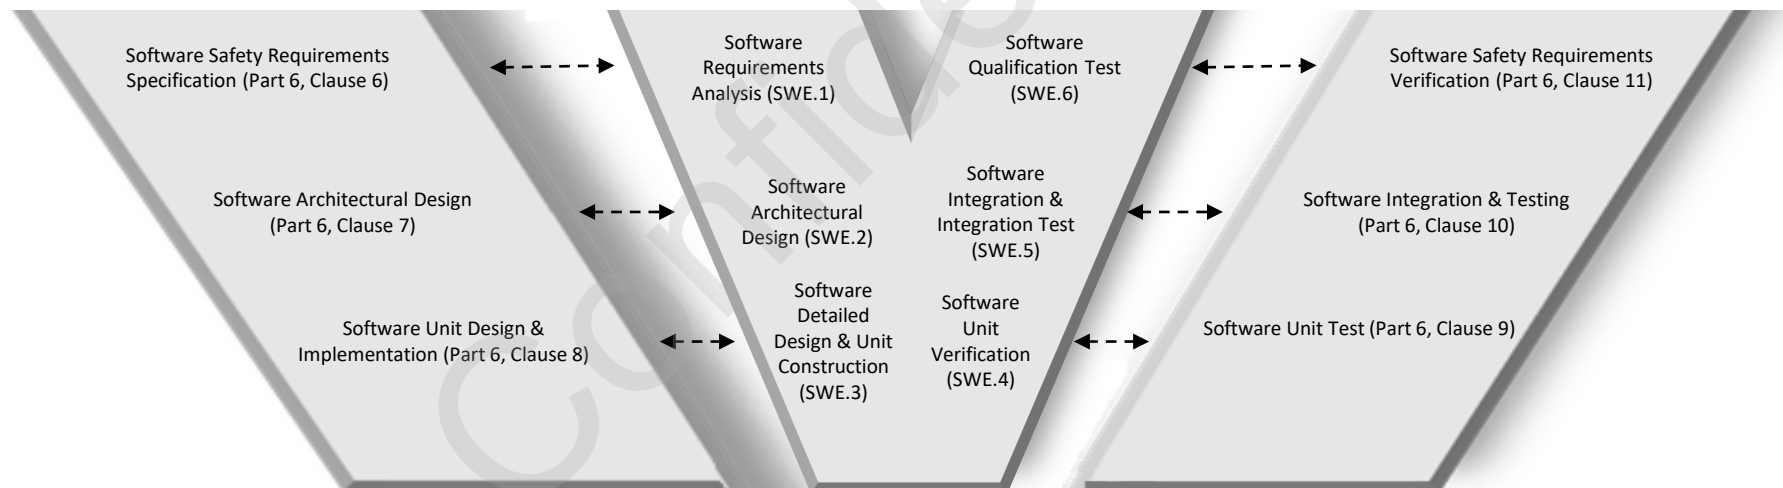 Software Safety Requirements
Specification (Part 6, Clause 6)
Software
Requirements
Analysis (SWE.1)
Software
Qualification Test
(SWE.6)
Software Safety Requirements
Verification (Part 6, Clause 11)
Software Architectural Design
(Part 6, Clause 7)
Software
Architectural
Design (SWE.2)
Software
Integration &
Integration Test
(SWE.5)
Software Integration & Testing
(Part 6, Clause 10)
Software Unit Design &
Implementation (Part 6, Clause 8)
Software
Detailed
Design & Unit
Construction
(SWE.3)
Software
Unit
Verification
(SWE.4)
Software Unit Test (Part 6, Clause 9)
Confide